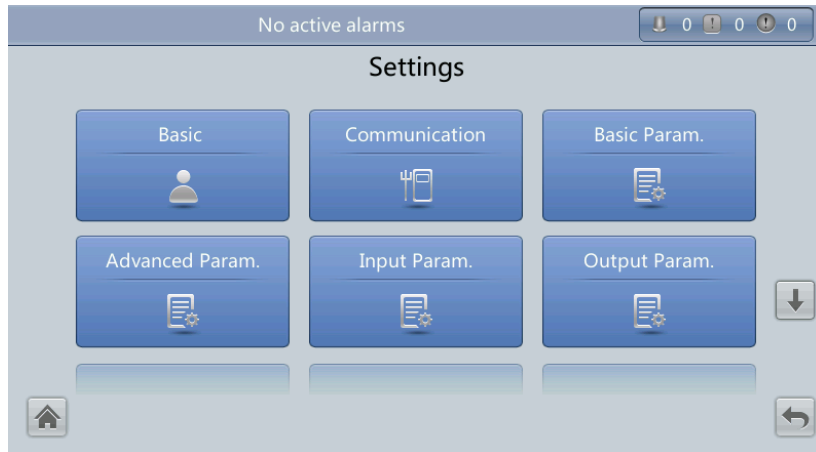 No active alarms 0 0 0
Settings
Basic Communication Basic Param.
Advanced Param. Input Param. Output Param.